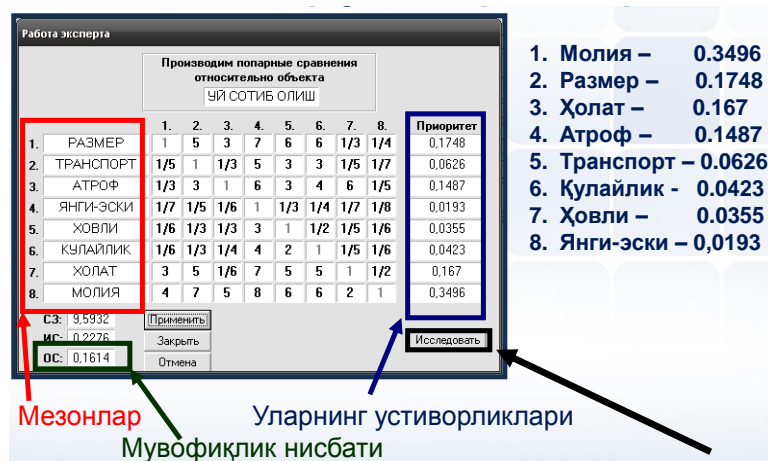 Работа эксперта
Производим попарные сравнения
относительно объекта
УЙ СОТИБ ОЛИШ
1. 2. 3. 4. 5. 6. 7. 8. Приоритет
1. РАЗМЕР 1 5 3 7 6 6 1/3 1/4 0,1748
2. ТРАНСПОРТ 1/5 1 1/3 5 3 3 1/5 1/7 0,0626
3. АТРОФ 1/3 3 1 6 3 4 6 1/5 0,1487
4. ЯНГИ-ЭСКИ 1/7 1/5 1/6 1 1/3 1/4 1/7 1/8 0,0193
5. ХОВЛИ 1/6 1/3 1/3 3 1 1/2 1/5 1/6 0,0355
6. КУЛАЙЛИК 1/6 1/3 1/4 4 2 1 1/5 1/6 0,0423
7. ХОЛАТ 3 5 1/6 7 5 5 1 1/2 0,167
8. МОЛИЯ 4 7 5 8 6 6 2 1 0,3496
СЗ: 9,5932 Применить
ИС: 0,2276 Закрыть Исследовать
ОС: 0,1614 Отмена
1. Молия – 0.3496
2. Размер – 0.1748
3. Ҳолат – 0.167
4. Атроф – 0.1487
5. Транспорт – 0.0626
6. Қулайлик - 0.0423
7. Ҳовли – 0.0355
8. Янги-эски – 0,0193
Мезонлар Уларнинг устиворликлари
Мувофиқлик нисбати